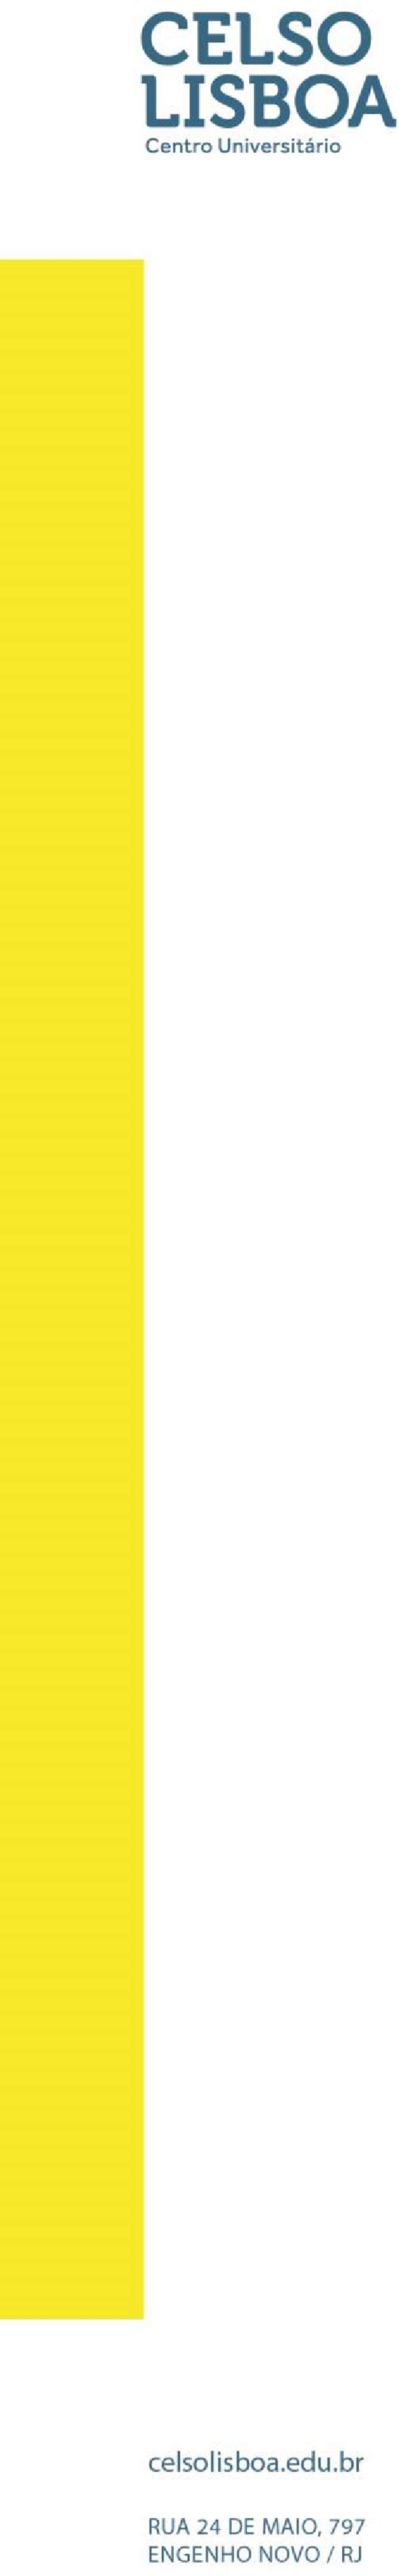 CELSO
LISBOA
Centro Universitário
celsolisboa.edu.br
RUA 24 DE MAIO, 797
ENGENHO NOVO / RJ